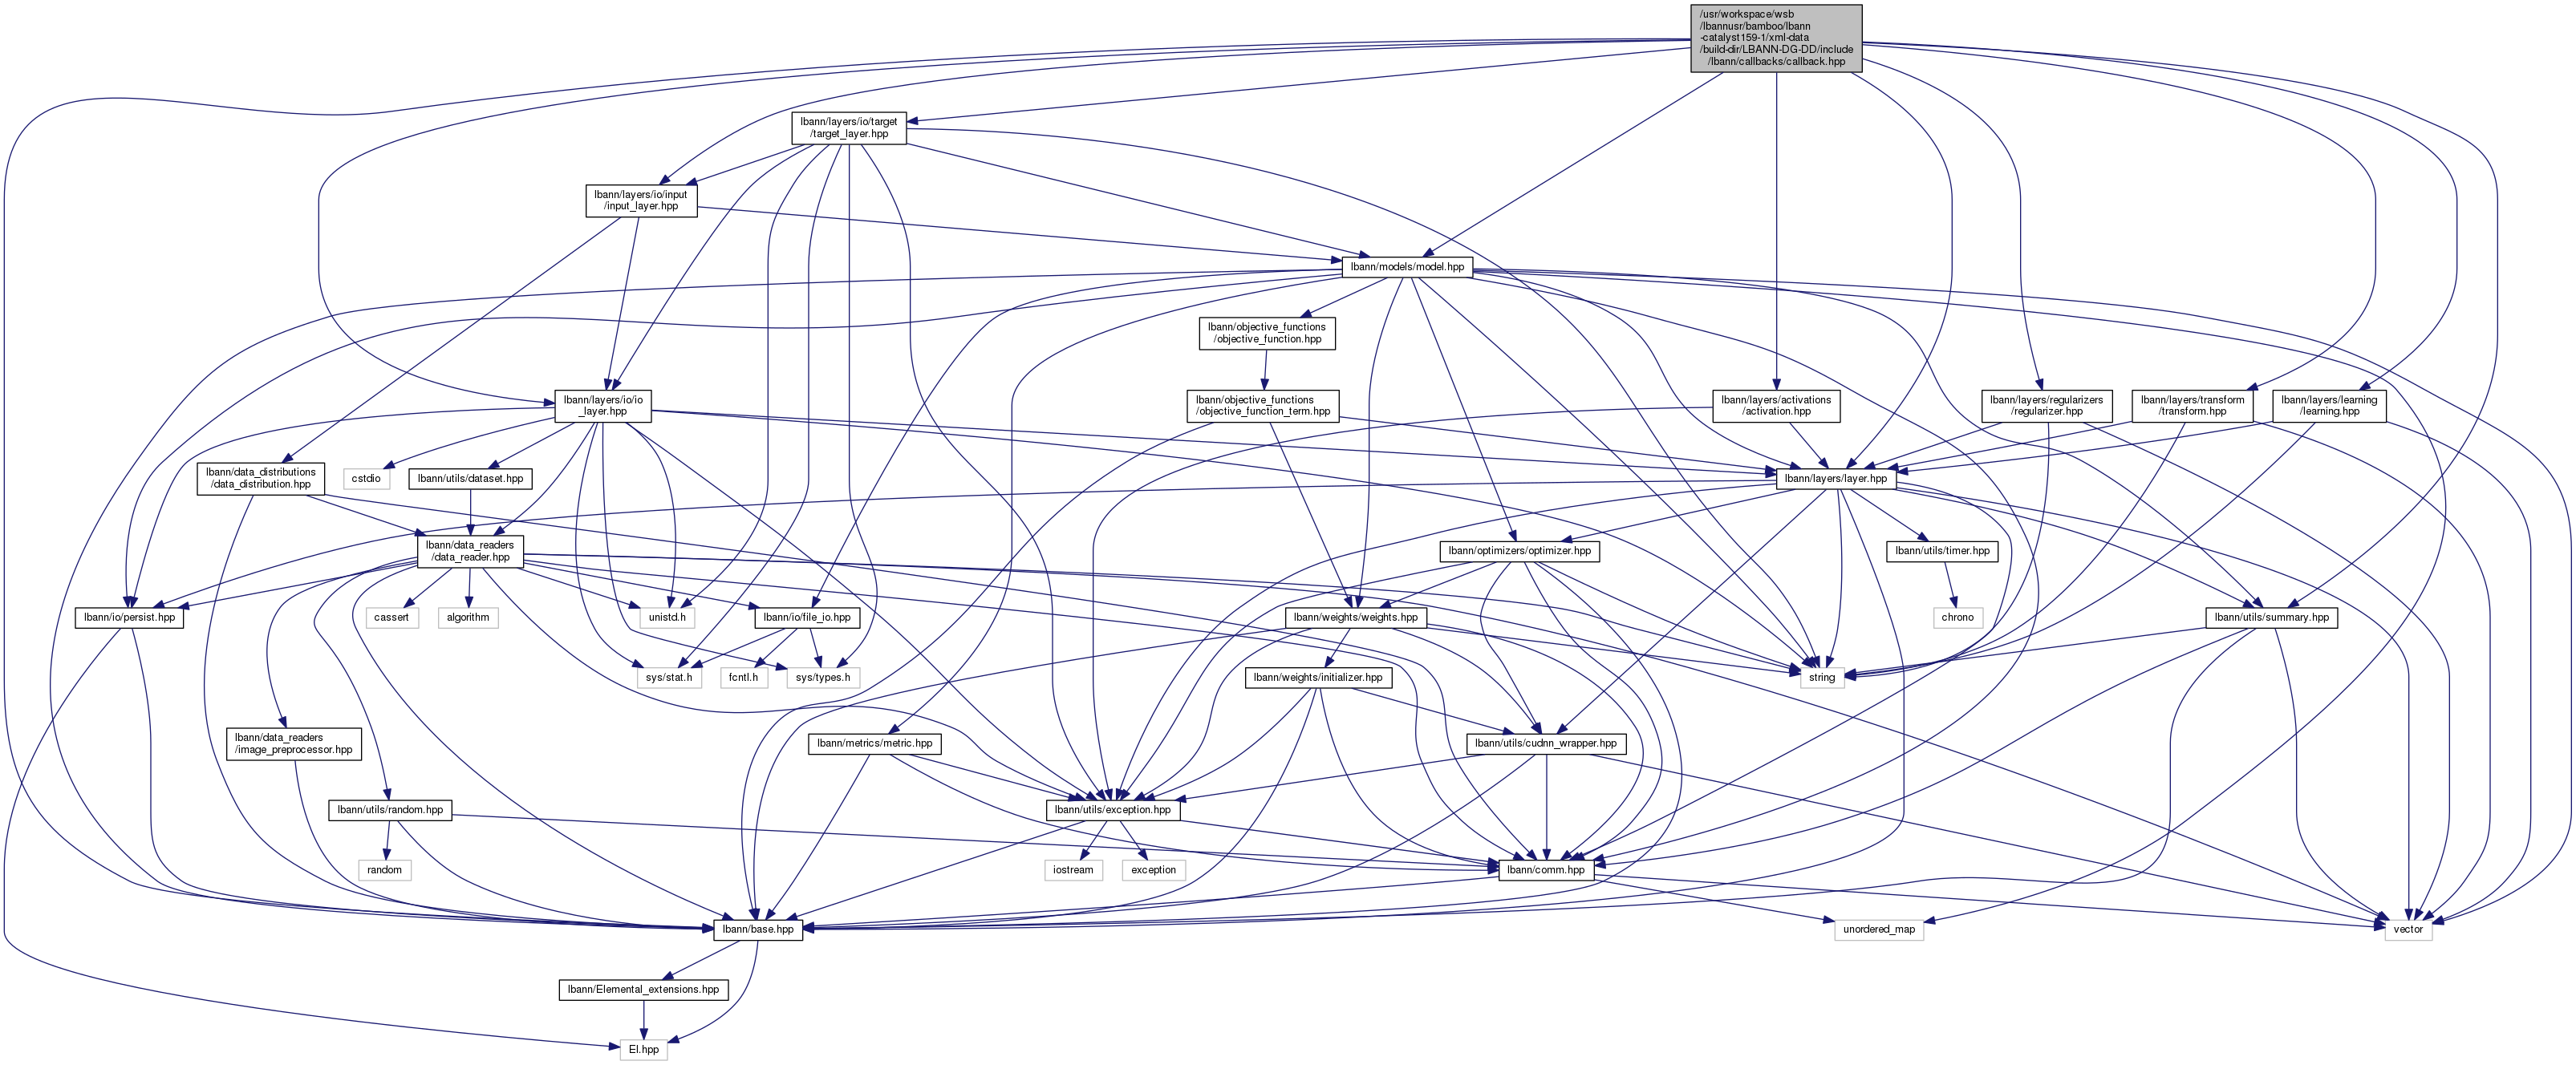 /usr/workspace/wsb
/lbannusr/bamboo/lbann
-catalyst159-1/xml-data
/build-dir/LBANN-DG-DD/include
/lbann/callbacks/callback.hpp
lbann/layers/io/target
/target_layer.hpp
lbann/layers/io/input
/input_layer.hpp
lbann/models/model.hpp
lbann/objective_functions
/objective_function.hpp
lbann/layers/io/io
_layer.hpp
lbann/objective_functions
/objective_function_term.hpp
lbann/layers/activations
/activation.hpp
lbann/layers/regularizers
/regularizer.hpp
lbann/layers/transform
/transform.hpp
lbann/layers/learning
/learning.hpp
lbann/data_distributions
/data_distribution.hpp
cstdio
lbann/utils/dataset.hpp
lbann/layers/layer.hpp
lbann/data_readers
/data_reader.hpp
lbann/optimizers/optimizer.hpp
lbann/utils/timer.hpp
lbann/io/persist.hpp
cassert
algorithm
unistd.h
lbann/io/file_io.hpp
lbann/weights/weights.hpp
chrono
lbann/utils/summary.hpp
sys/stat.h
fcntl.h
sys/types.h
lbann/weights/initializer.hpp
string
lbann/data_readers
/image_preprocessor.hpp
lbann/metrics/metric.hpp
lbann/utils/cudnn_wrapper.hpp
lbann/utils/random.hpp
lbann/utils/exception.hpp
random
iostream
exception
lbann/comm.hpp
lbann/base.hpp
unordered_map
vector
lbann/Elemental_extensions.hpp
El.hpp